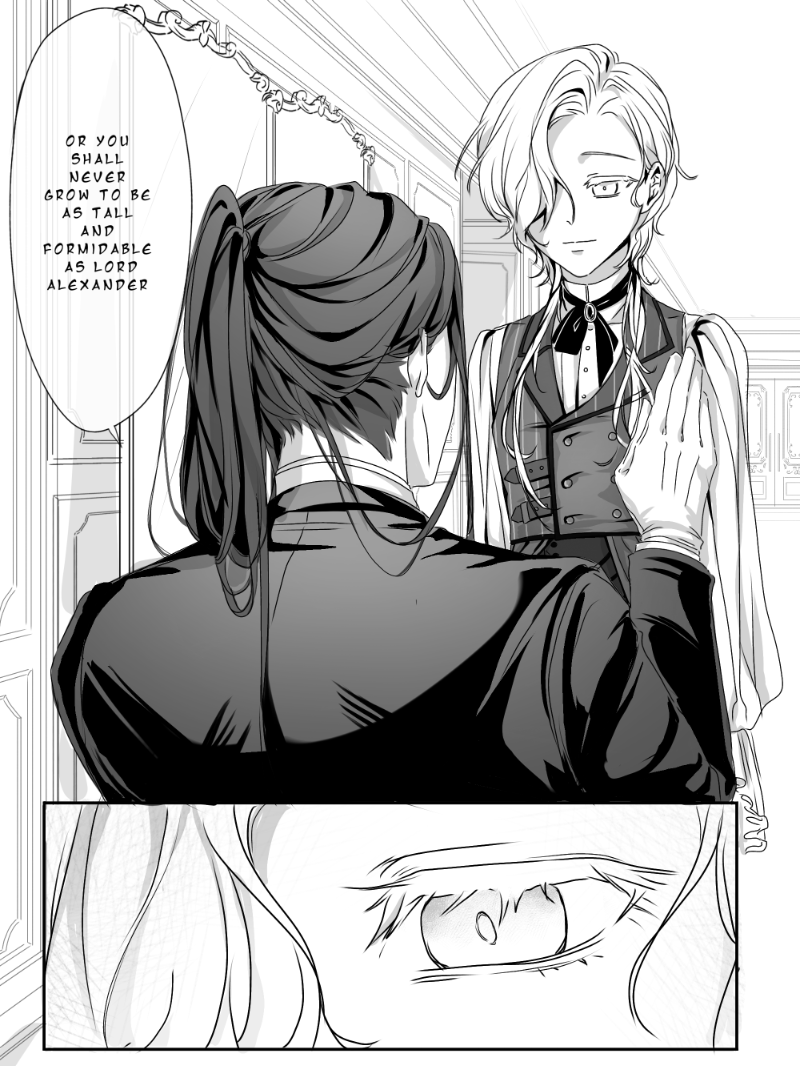 OR YOU
SHALL
NEVER
GROW TO BE
AS TALL
AND
FORMIDABLE
AS LORD
ALEXANDER